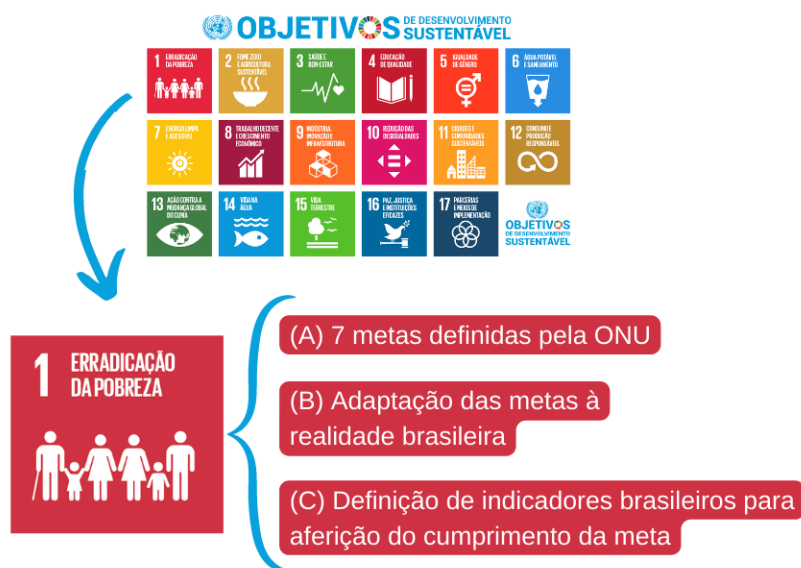 OBJETIVOS DE DESENVOLVIMENTO
SUSTENTÁVEL
1 ERRADICAÇÃO
DA POBREZA
2 FOME ZERO
E AGRICULTURA
SUSTENTÁVEL
3 SAÚDE E
BEM-ESTAR
4 EDUCAÇÃO
DE QUALIDADE
5 IGUALDADE
DE GÊNERO
6 ÁGUA POTÁVEL
E SANEAMENTO
7 ENERGIA LIMPA
E ACESSÍVEL
8 TRABALHO DECENTE
E CRESCIMENTO
ECONÔMICO
9 INDÚSTRIA,
INOVAÇÃO E
INFRAESTRUTURA
10 REDUÇÃO DAS
DESIGUALDADES
11 CIDADES E
COMUNIDADES
SUSTENTÁVEIS
12 CONSUMO E
PRODUÇÃO
RESPONSÁVEIS
13 AÇÃO CONTRA A
MUDANÇA GLOBAL
DO CLIMA
14 VIDA NA
ÁGUA
15 VIDA
TERRESTRE
16 PAZ, JUSTIÇA
E INSTITUIÇÕES
EFICAZES
17 PARCERIAS
E MEIOS DE
IMPLEMENTAÇÃO
OBJETIVOS
DE DESENVOLVIMENTO
SUSTENTÁVEL
1 ERRADICAÇÃO
DA POBREZA
(A) 7 metas definidas pela ONU
(B) Adaptação das metas à
realidade brasileira
(C) Definição de indicadores brasileiros para
aferição do cumprimento da meta